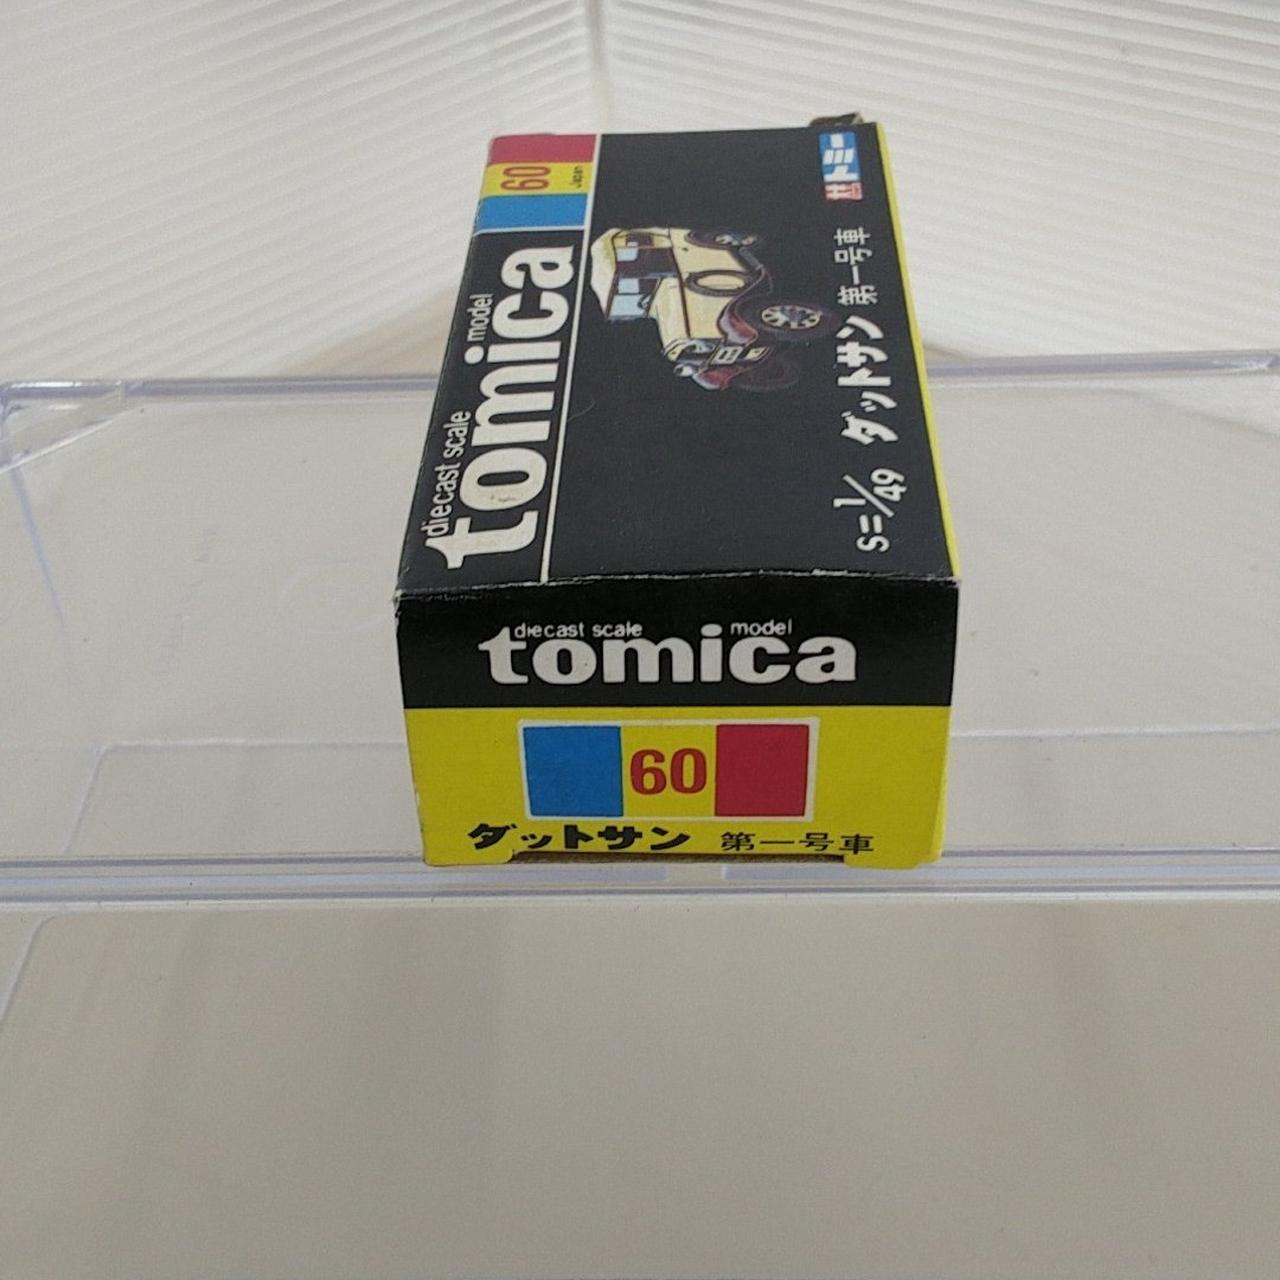 60
Japan
diecast scale model
tomica
トミー
S=1/49 ダットサン 第一号車
diecast scale model
tomica
60
ダットサン 第一号車